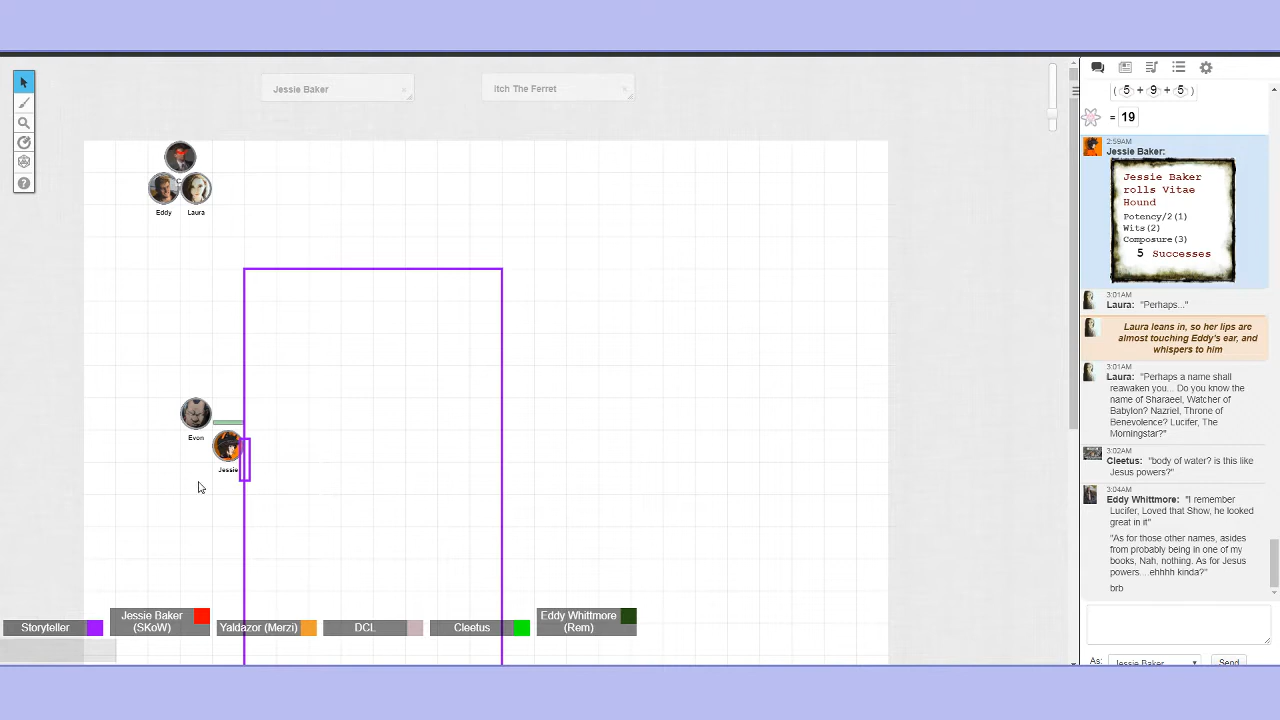 Jessie Baker
Itch The Ferret
Eddy
Laura
Evon
Jessie
Storyteller
Jessie Baker
(SKoW)
Yaldazor (Merzi)
DCL
Cleetus
Eddy Whittmore
(Rem)
( 5 + 9 + 5 )
= 19
2:59AM
Jessie Baker:
Jessie Baker
rolls Vitae
Hound
Potency/2(1)
Wits(2)
Composure(3)
5 Successes
3:01AM
Laura: "Perhaps..."
Laura leans in, so her lips are
almost touching Eddy's ear, and
whispers to him
3:01AM
Laura: "Perhaps a name shall
reawaken you... Do you know the
name of Sharaeel, Watcher of
Babylon? Nazriel, Throne of
Benevolence? Lucifer, The
Morningstar?"
3:02AM
Cleetus: "body of water? is this like
Jesus powers?"
3:04AM
Eddy Whittmore: "I remember
Lucifer, Loved that Show, he looked
great in it"
"As for those other names, asides
from probably being in one of my
books, Nah, nothing. As for Jesus
powers....ehhhh kinda?"
brb
As: Jessie Baker
Send